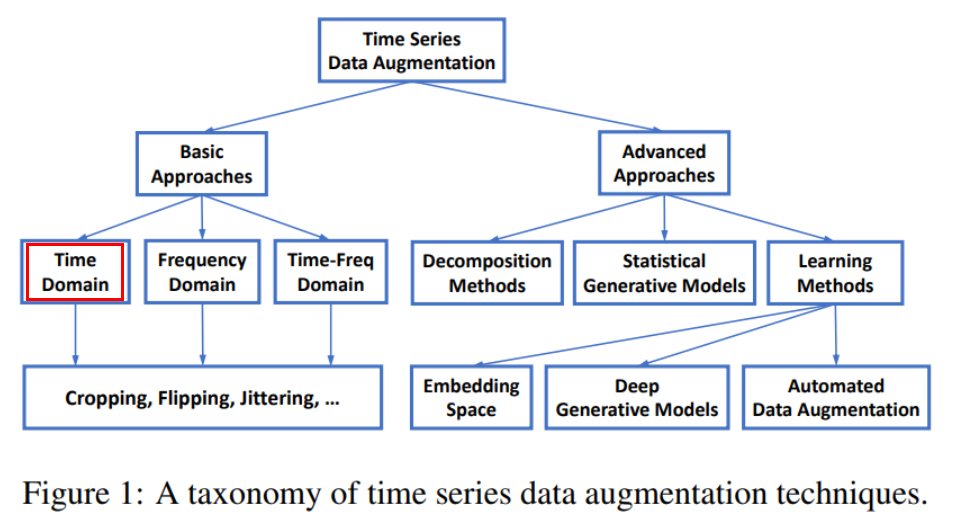 Time Series
Data Augmentation
Basic
Approaches
Advanced
Approaches
Time
Domain
Frequency
Domain
Time-Freq
Domain
Decomposition
Methods
Statistical
Generative Models
Learning
Methods
Cropping, Flipping, Jittering, ...
Embedding
Space
Deep
Generative Models
Automated
Data Augmentation
Figure 1: A taxonomy of time series data augmentation techniques.